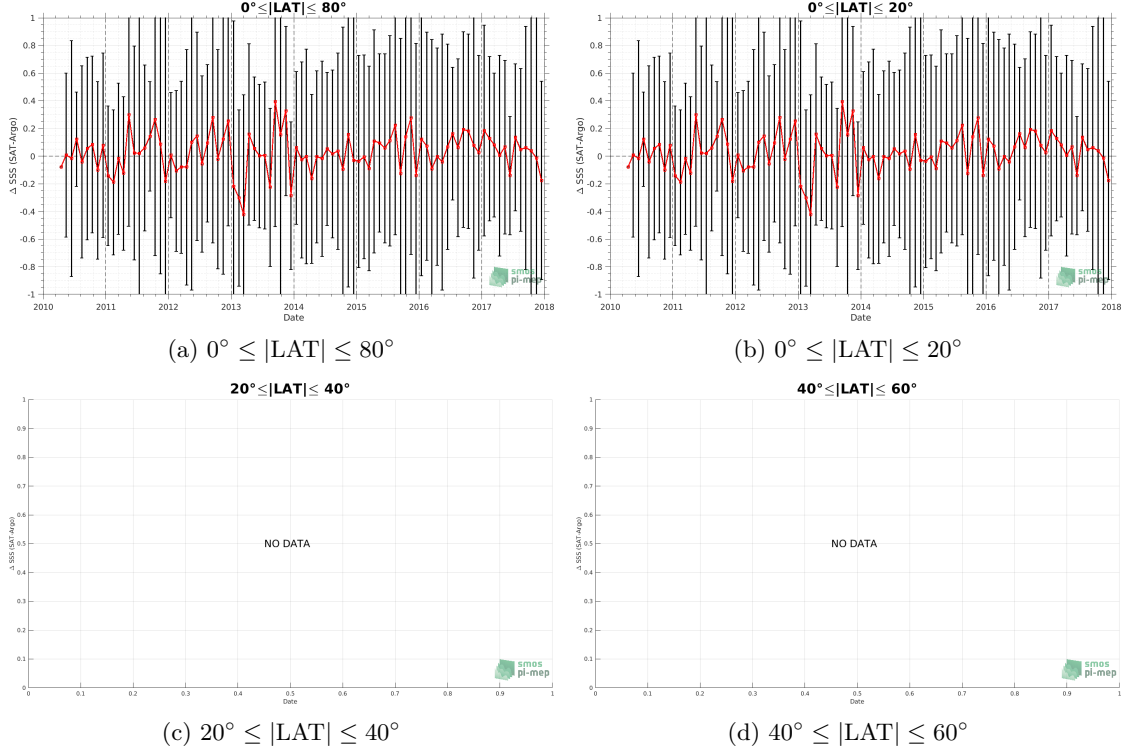 0°≤|LAT|≤ 80°
1
0.8
0.6
0.4
0.2
0
-0.2
-0.4
-0.6
-0.8
-1
Δ SSS (SAT-Argo)
2010 2011 2012 2013 2014 2015 2016 2017 2018
Date
smos
pi-mep
(a) 0° ≤ |LAT| ≤ 80°
0°≤|LAT|≤ 20°
1
0.8
0.6
0.4
0.2
0
-0.2
-0.4
-0.6
-0.8
-1
Δ SSS (SAT-Argo)
2010 2011 2012 2013 2014 2015 2016 2017 2018
Date
smos
pi-mep
(b) 0° ≤ |LAT| ≤ 20°
20°≤|LAT|≤ 40°
1
0.9
0.8
0.7
0.6
0.5
0.4
0.3
0.2
0.1
0
Δ SSS (SAT-Argo)
NO DATA
0 0.1 0.2 0.3 0.4 0.5 0.6 0.7 0.8 0.9 1
Date
smos
pi-mep
(c) 20° ≤ |LAT| ≤ 40°
40°≤|LAT|≤ 60°
1
0.9
0.8
0.7
0.6
0.5
0.4
0.3
0.2
0.1
0
Δ SSS (SAT-Argo)
NO DATA
0 0.1 0.2 0.3 0.4 0.5 0.6 0.7 0.8 0.9 1
Date
smos
pi-mep
(d) 40° ≤ |LAT| ≤ 60°